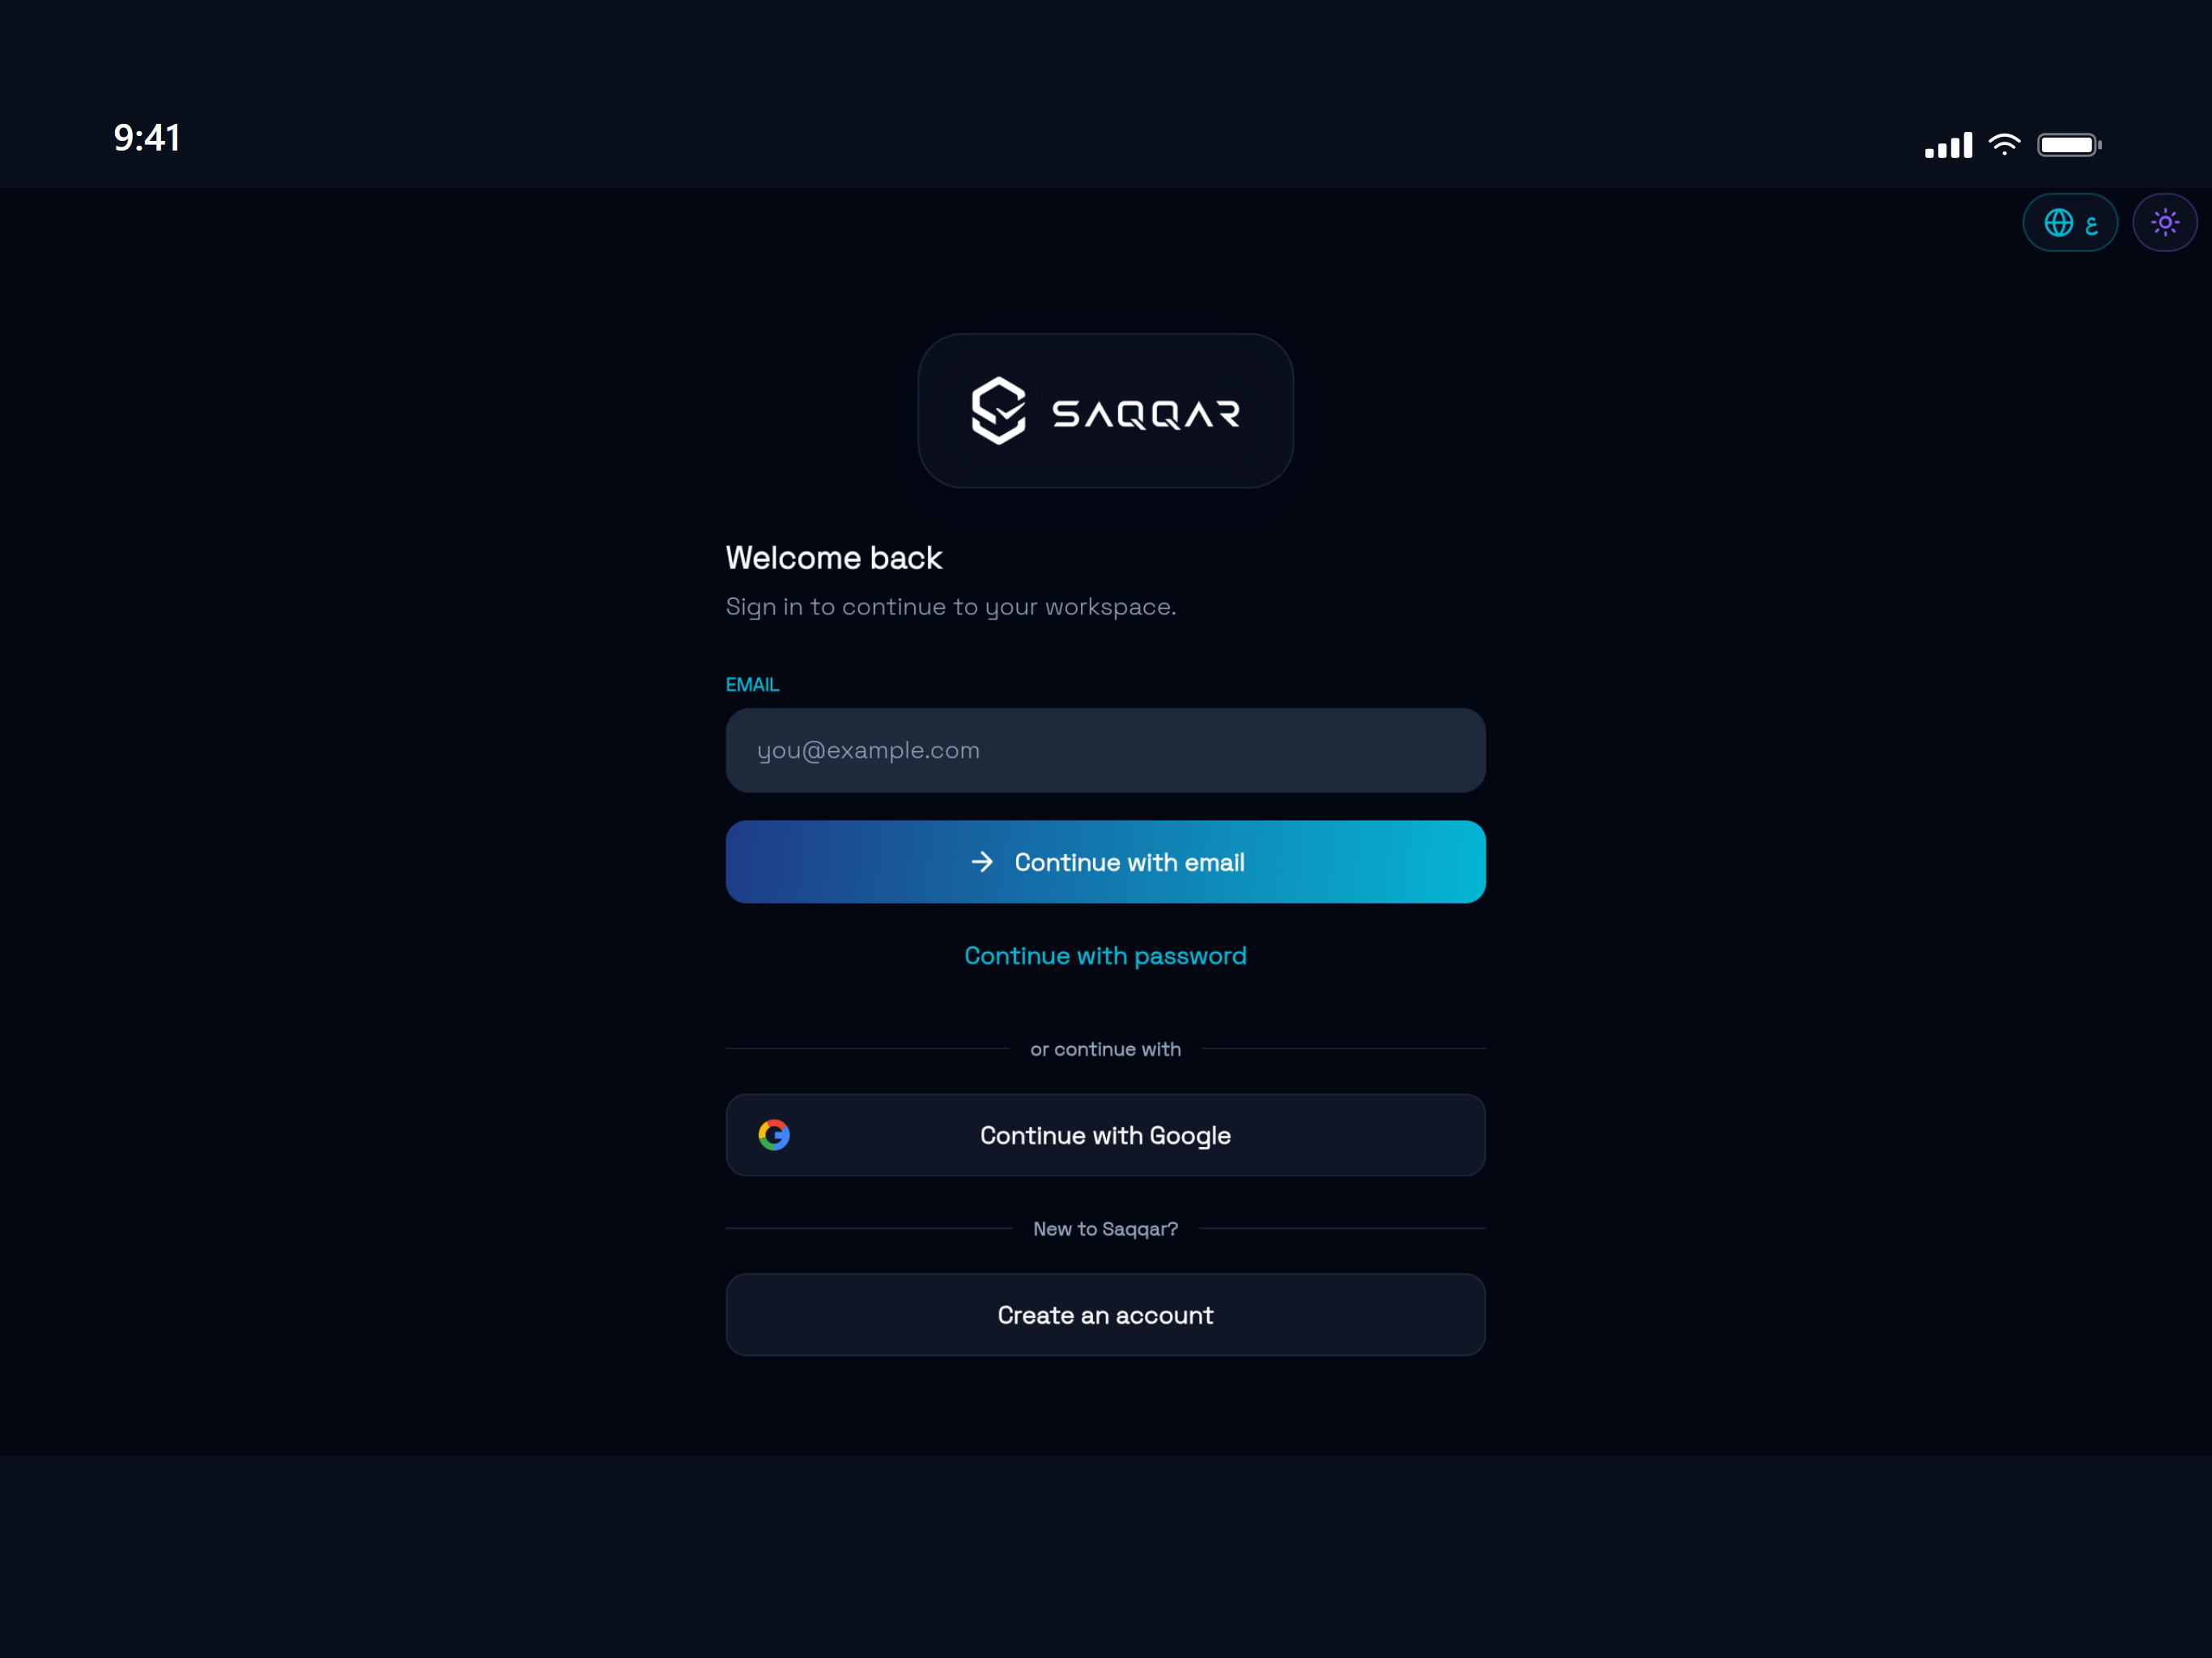 9:41
ع
SAQQAR
Welcome back
Sign in to continue to your workspace.
EMAIL
you@example.com
Continue with email
Continue with password
or continue with
Continue with Google
New to Saqqar?
Create an account